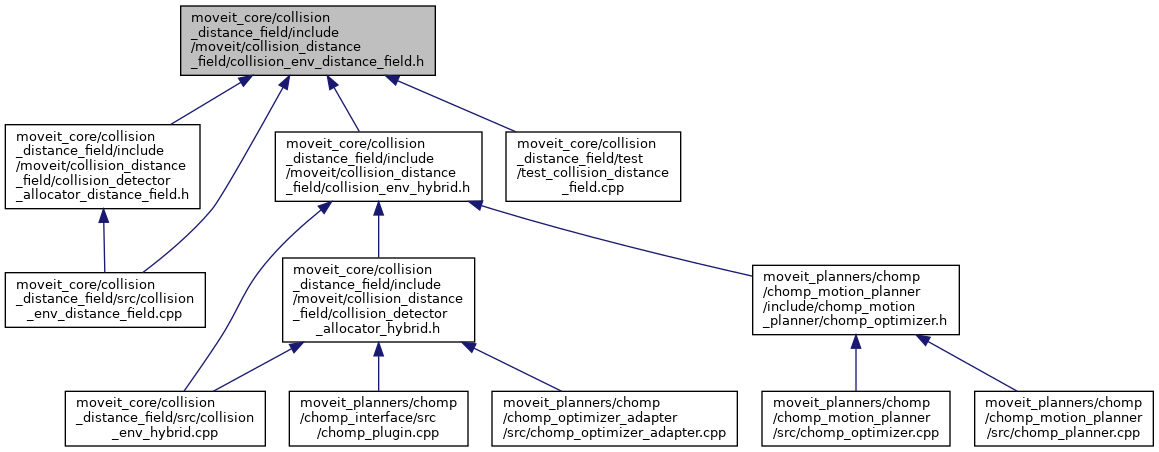 moveit_core/collision
_distance_field/include
/moveit/collision_distance
_field/collision_env_distance_field.h
moveit_core/collision
_distance_field/include
/moveit/collision_distance
_field/collision_detector
_allocator_distance_field.h
moveit_core/collision
_distance_field/include
/moveit/collision_distance
_field/collision_env_hybrid.h
moveit_core/collision
_distance_field/test
/test_collision_distance
_field.cpp
moveit_core/collision
_distance_field/src/collision
_env_distance_field.cpp
moveit_core/collision
_distance_field/include
/moveit/collision_distance
_field/collision_detector
_allocator_hybrid.h
moveit_planners/chomp
/chomp_motion_planner
/include/chomp_motion
_planner/chomp_optimizer.h
moveit_core/collision
_distance_field/src/collision
_env_hybrid.cpp
moveit_planners/chomp
/chomp_interface/src
/chomp_plugin.cpp
moveit_planners/chomp
/chomp_optimizer_adapter
/src/chomp_optimizer_adapter.cpp
moveit_planners/chomp
/chomp_motion_planner
/src/chomp_optimizer.cpp
moveit_planners/chomp
/chomp_motion_planner
/src/chomp_planner.cpp